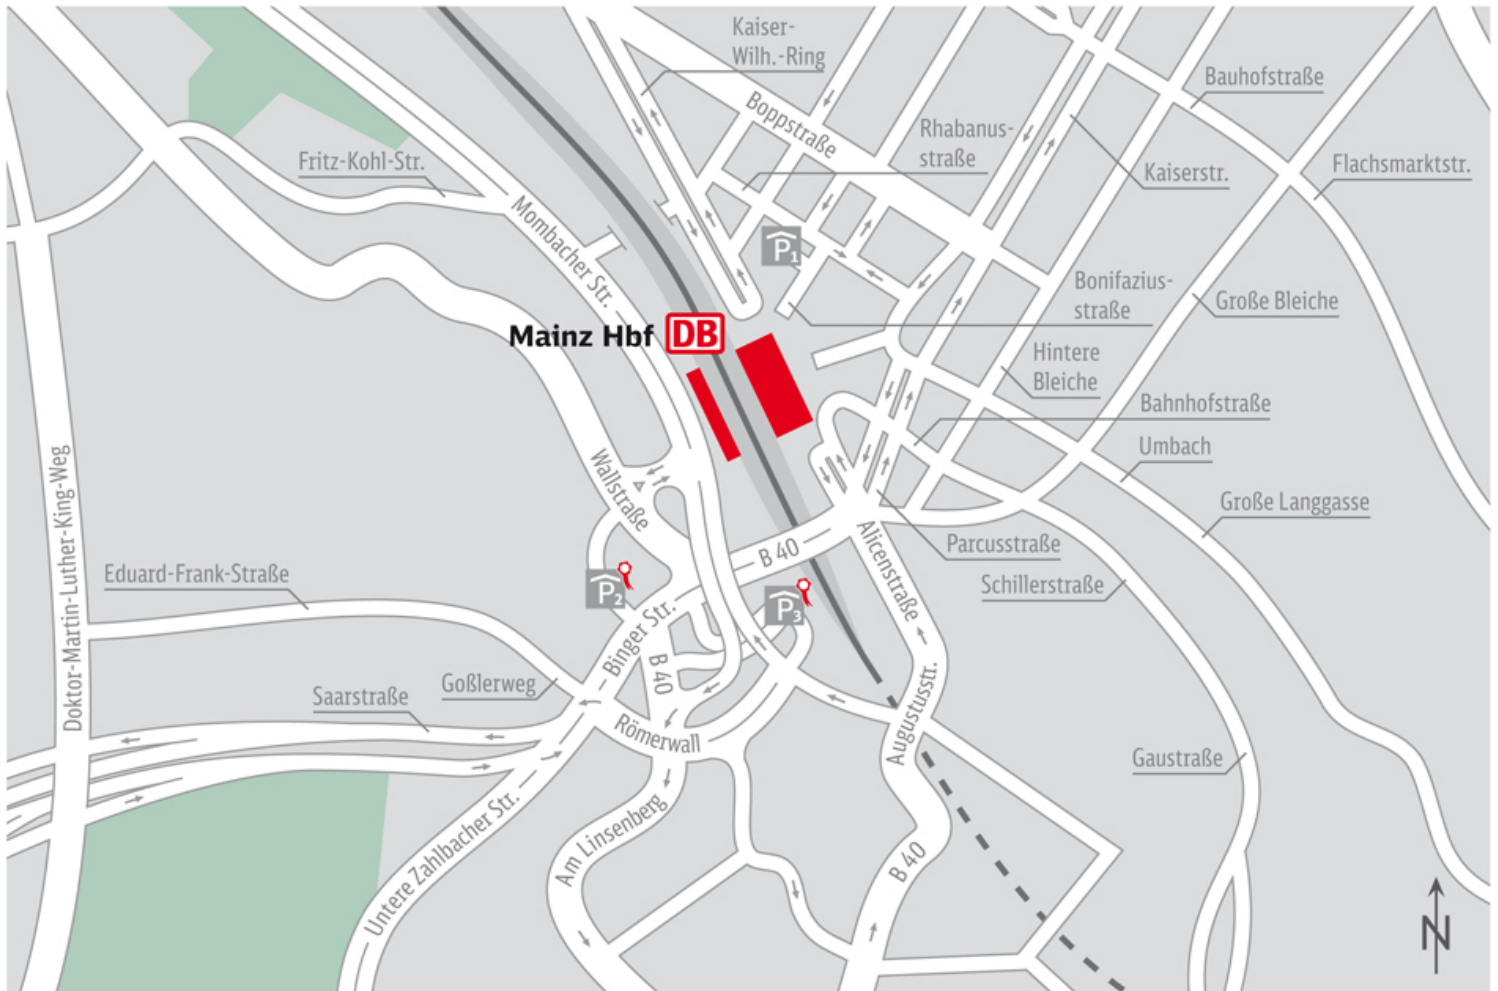 Kaiser-
Wilh.-Ring
Boppstraße
Bauhofstraße
Rhabanus-
straße
Kaiserstr.
Flachsmarktstr.
Fritz-Kohl-Str.
Mombacher Str.
P1
Bonifazius-
straße
Große Bleiche
Mainz Hbf DB
Hintere
Bleiche
Bahnhofstraße
Umbach
Wallstraße
Große Langgasse
Parcusstraße
B 40
Alicenstraße
Schillerstraße
Doktor-Martin-Luther-King-Weg
Eduard-Frank-Straße
P2
P3
Binger Str.
B 40
Goßlerweg
Saarstraße
Römerwall
Augustusstr.
Gaustraße
Untere Zahlbacher Str.
Am Linsenberg
B 40
N